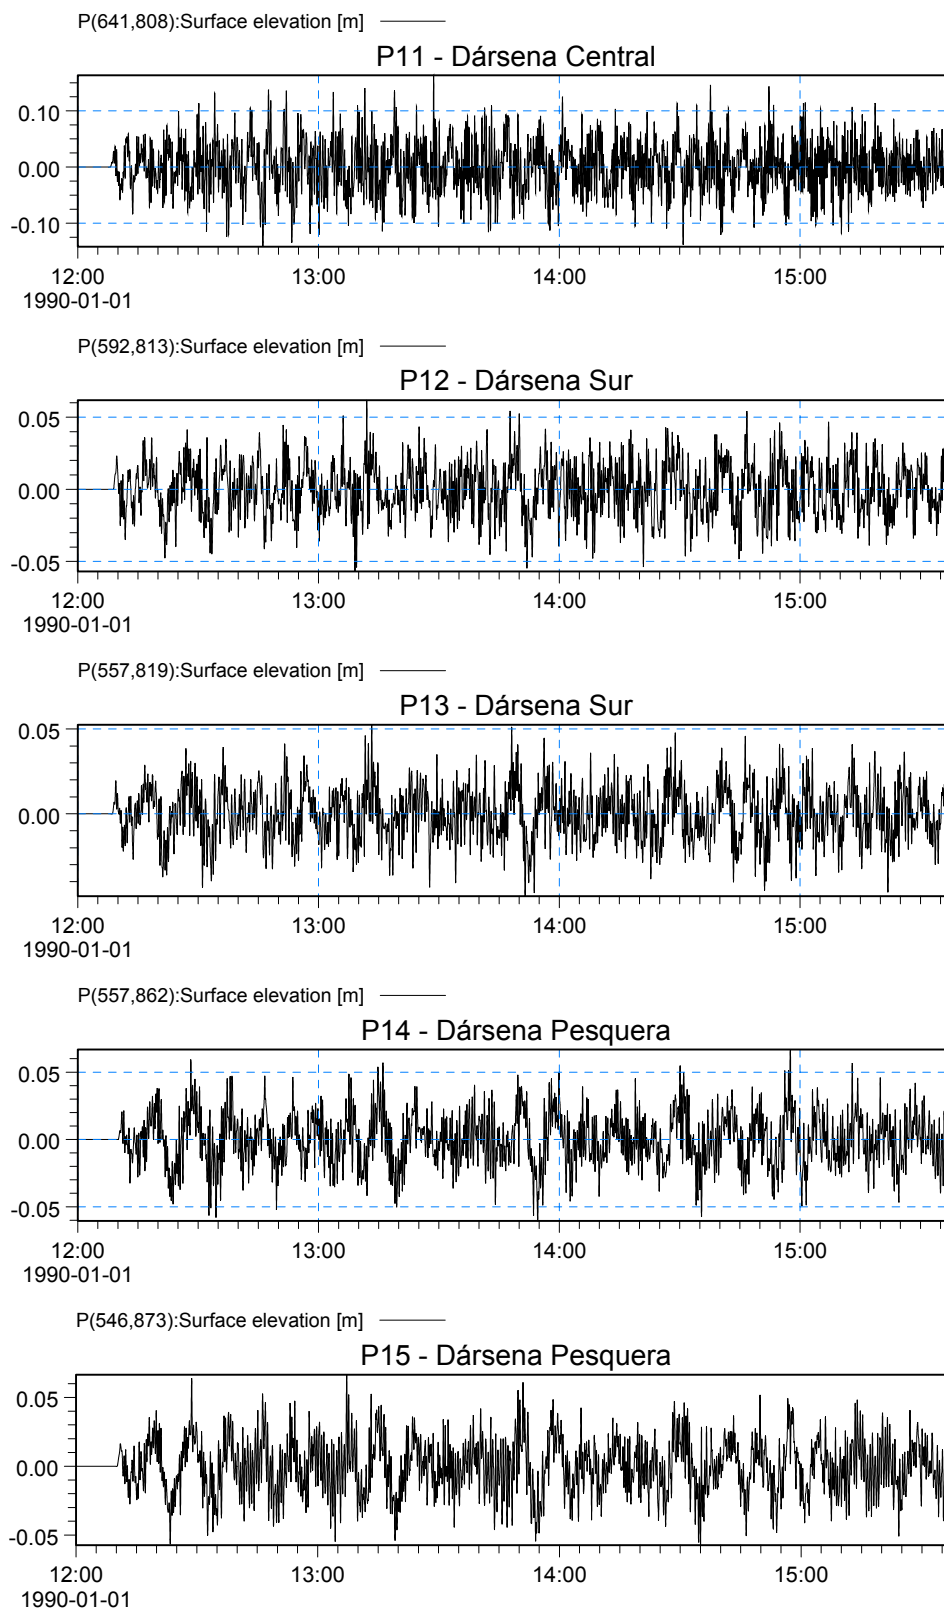 P(641,808):Surface elevation [m]
P11 - Dársena Central
0.10
0.00
-0.10
12:00 13:00 14:00 15:00
1990-01-01
P(592,813):Surface elevation [m]
P12 - Dársena Sur
0.05
0.00
-0.05
12:00 13:00 14:00 15:00
1990-01-01
P(557,819):Surface elevation [m]
P13 - Dársena Sur
0.05
0.00
12:00 13:00 14:00 15:00
1990-01-01
P(557,862):Surface elevation [m]
P14 - Dársena Pesquera
0.05
0.00
-0.05
12:00 13:00 14:00 15:00
1990-01-01
P(546,873):Surface elevation [m]
P15 - Dársena Pesquera
0.05
0.00
-0.05
12:00 13:00 14:00 15:00
1990-01-01